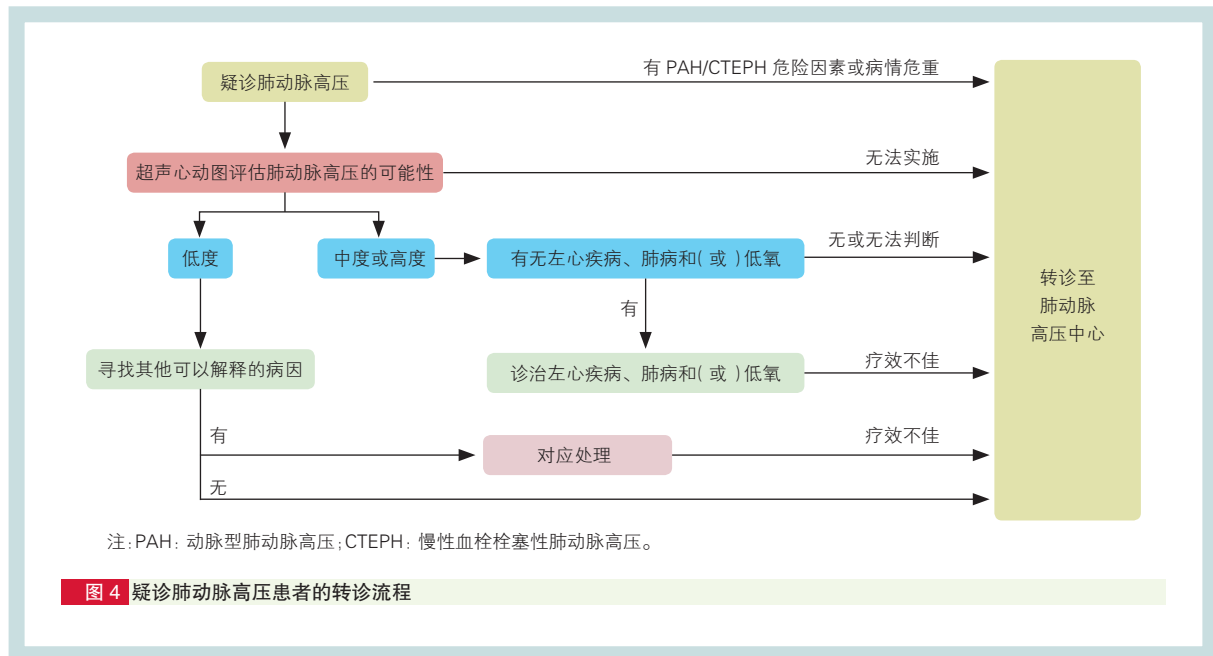 有 PAH/CTEPH 危险因素或病情危重
疑诊肺动脉高压
无法实施
超声心动图评估肺动脉高压的可能性
无或无法判断
低度
中度或高度
有无左心疾病、肺病和( 或 )低氧
转诊至
肺动脉
高压中心
有
疗效不佳
寻找其他可以解释的病因
诊治左心疾病、肺病和( 或 )低氧
有
疗效不佳
对应处理
无
注:PAH: 动脉型肺动脉高压;CTEPH: 慢性血栓栓塞性肺动脉高压。
图 4 疑诊肺动脉高压患者的转诊流程